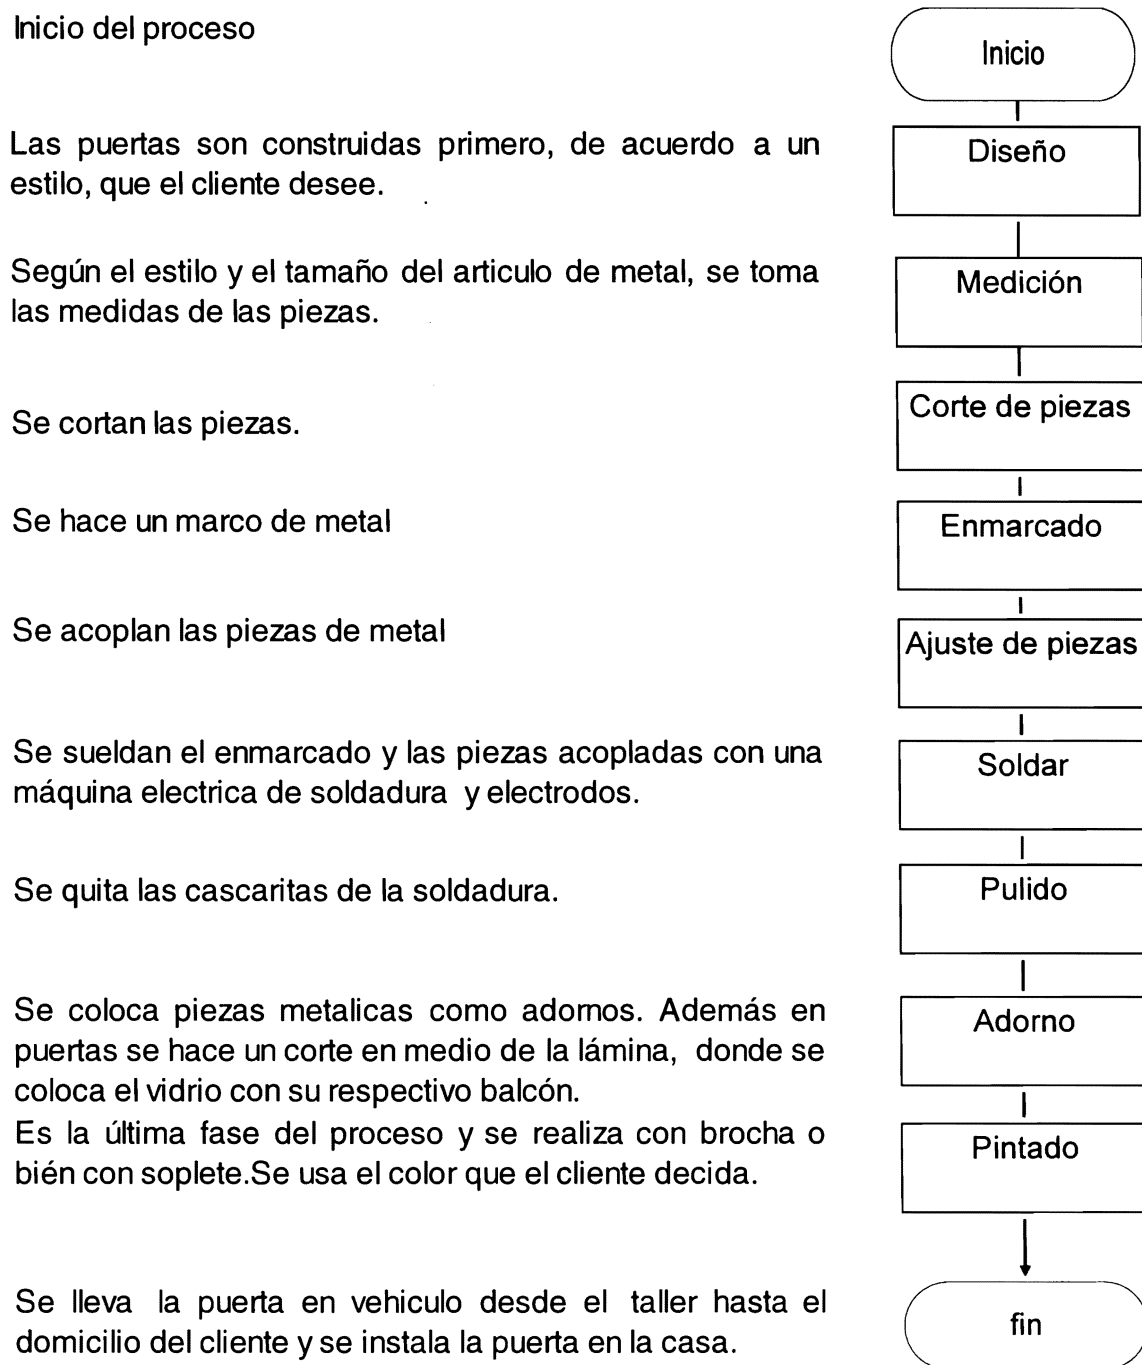 Inicio del proceso
Inicio
Las puertas son construidas primero, de acuerdo a un
estilo, que el cliente desee.
Diseño
Según el estilo y el tamaño del articulo de metal, se toma
las medidas de las piezas.
Medición
Se cortan las piezas.
Corte de piezas
Se hace un marco de metal
Enmarcado
Se acoplan las piezas de metal
Ajuste de piezas
Se sueldan el enmarcado y las piezas acopladas con una
máquina electrica de soldadura y electrodos.
Soldar
Se quita las cascaritas de la soldadura.
Pulido
Se coloca piezas metalicas como adornos. Además en
puertas se hace un corte en medio de la lámina, donde se
coloca el vidrio con su respectivo balcón.
Adorno
Es la última fase del proceso y se realiza con brocha o
bién con soplete.Se usa el color que el cliente decida.
Pintado
Se lleva la puerta en vehiculo desde el taller hasta el
domicilio del cliente y se instala la puerta en la casa.
fin